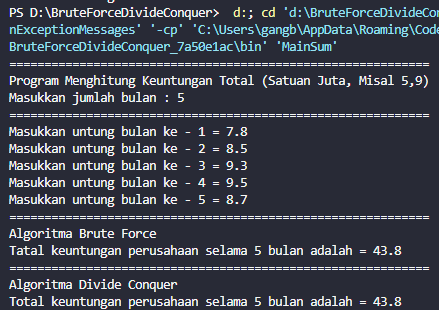 PS D:\BruteForceDivideConquer>  d:; cd 'd:\BruteForceDivideCon
nExceptionMessages' '-cp' 'C:\Users\gangb\AppData\Roaming\Code
BruteForceDivideConquer_7a50e1ac\bin' 'MainSum'
============================================================
Program Menghitung Keuntungan Total (Satuan Juta, Misal 5,9)
Masukkan jumlah bulan : 5
============================================================
Masukkan untung bulan ke - 1 = 7.8
Masukkan untung bulan ke - 2 = 8.5
Masukkan untung bulan ke - 3 = 9.3
Masukkan untung bulan ke - 4 = 9.5
Masukkan untung bulan ke - 5 = 8.7
============================================================
Algoritma Brute Force
Tatal keuntungan perusahaan selama 5 bulan adalah = 43.8
============================================================
Algoritma Divide Conquer
Total keuntungan perusahaan selama 5 bulan adalah = 43.8